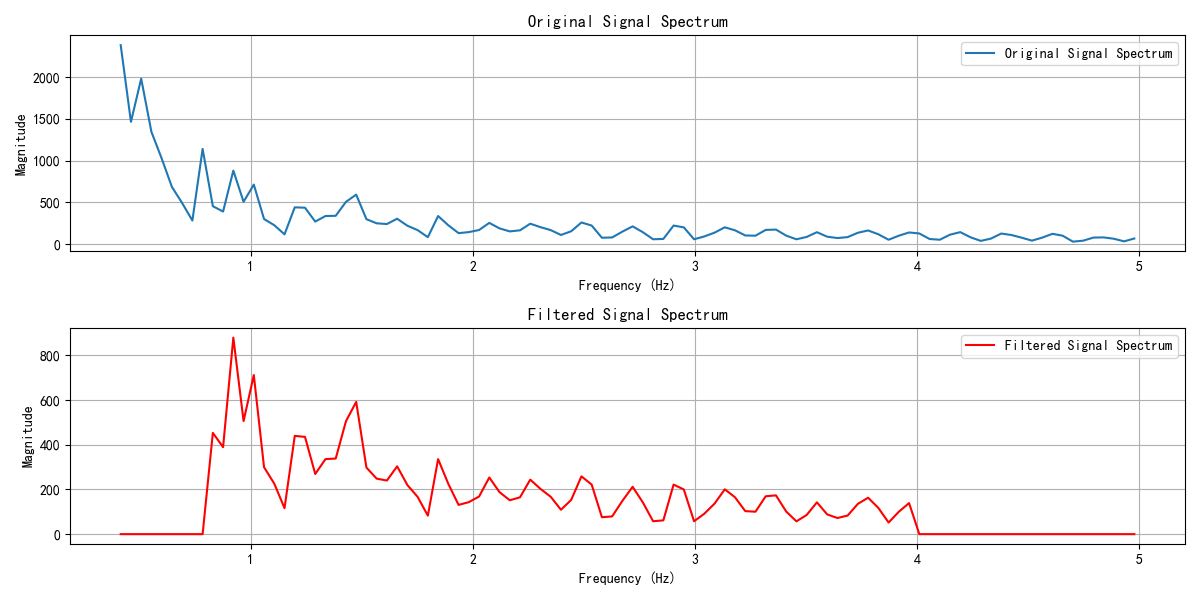 Original Signal Spectrum
Original Signal Spectrum
2000
1500
1000
500
0
Magnitude
1 2 3 4 5
Frequency (Hz)
Filtered Signal Spectrum
Filtered Signal Spectrum
800
600
400
200
0
Magnitude
1 2 3 4 5
Frequency (Hz)